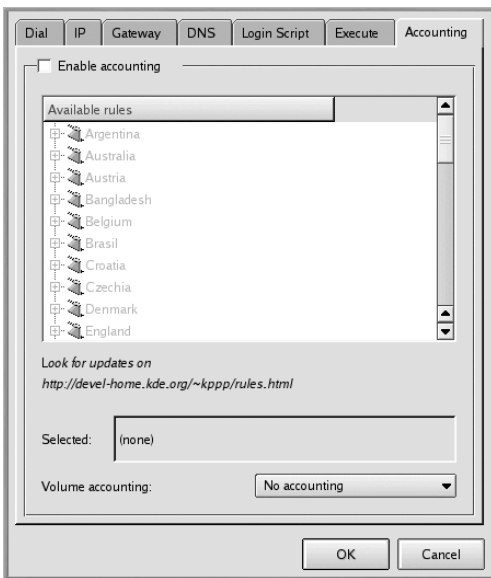 Dial IP Gateway DNS Login Script Execute Accounting
Enable accounting
Available rules
Argentina
Australia
Austria
Bangladesh
Belgium
Brasil
Croatia
Czechia
Denmark
England
Look for updates on
http://devel-home.kde.org/~kppp/rules.html
Selected: (none)
Volume accounting: No accounting
OK Cancel